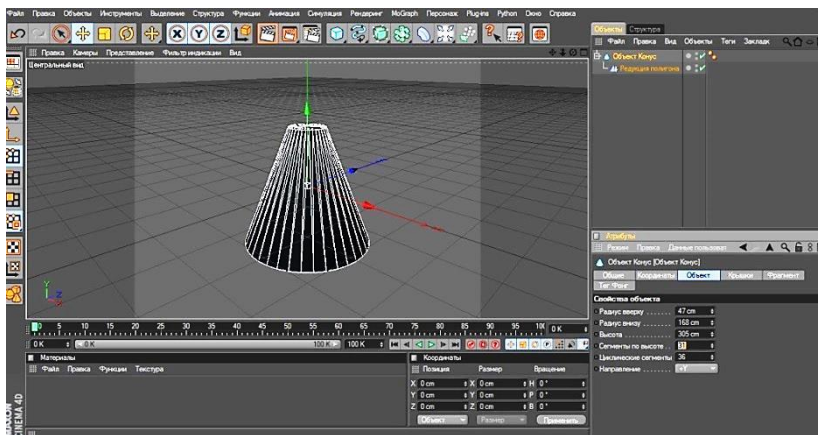 Файл Правка Объекты Инструменты Выделение Структура Функции Анимация Симуляция Рендеринг MoGraph Персонаж Plug-ins Python Окно Справка
Объекты Структура
Файл Правка Вид Объекты Теги Закладк
Правка Камеры Представление Фильтр индикации Вид
Центральный вид
Объект Конус
Редукция полигона
Y
Z
Атрибуты
Режим Правка Данные пользоват
Объект Конус [Объект Конус]
Общие Координаты Объект Крышки Фрагмент
Тег Фонг
Свойства объекта
Радиус вверху 47 cm
Радиус внизу 168 cm
Высота 305 cm
Сегменты по высоте 31
Циклические сегменты 36
Направление +Y
0 5 10 15 20 25 30 35 40 45 50 55 60 65 70 75 80 85 90 95 10( 0 K
0 K 0 K 100 K 100 K
Материалы
Файл Правка Функции Текстура
Координаты
Позиция Размер Вращение
X 0 cm X 0 cm H 0°
Y 0 cm Y 0 cm P 0°
Z 0 cm Z 0 cm B 0°
Объект Размер Применить
MAXON
CINEMA 4D